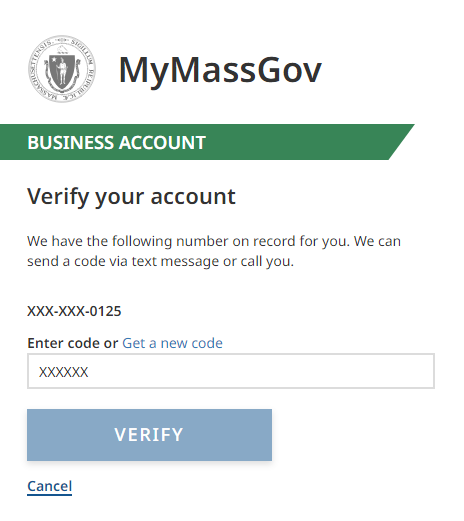 MyMassGov
BUSINESS ACCOUNT
Verify your account
We have the following number on record for you. We can
send a code via text message or call you.
XXX-XXX-0125
Enter code or Get a new code
XXXXXX
VERIFY
Cancel